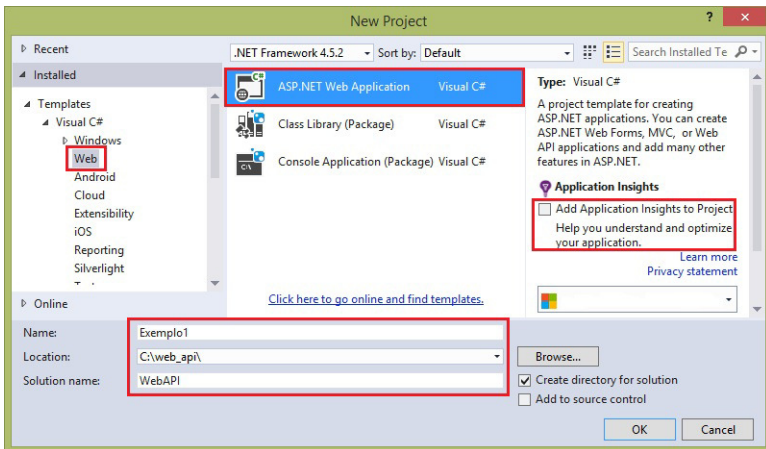 New Project
? ×
Recent
.NET Framework 4.5.2
Sort by: Default
Search Installed Te
Installed
Templates
Visual C#
Windows
Web
Android
Cloud
Extensibility
iOS
Reporting
Silverlight
Online
ASP.NET Web Application Visual C#
Class Library (Package) Visual C#
Console Application (Package) Visual C#
Click here to go online and find templates.
Type: Visual C#
A project template for creating
ASP.NET applications. You can create
ASP.NET Web Forms, MVC, or Web
API applications and add many other
features in ASP.NET.
Application Insights
Add Application Insights to Project
Help you understand and optimize
your application.
Learn more
Privacy statement
Name: Exemplo1
Location: C:\web_api\
Browse...
Solution name: WebAPI
Create directory for solution
Add to source control
OK Cancel